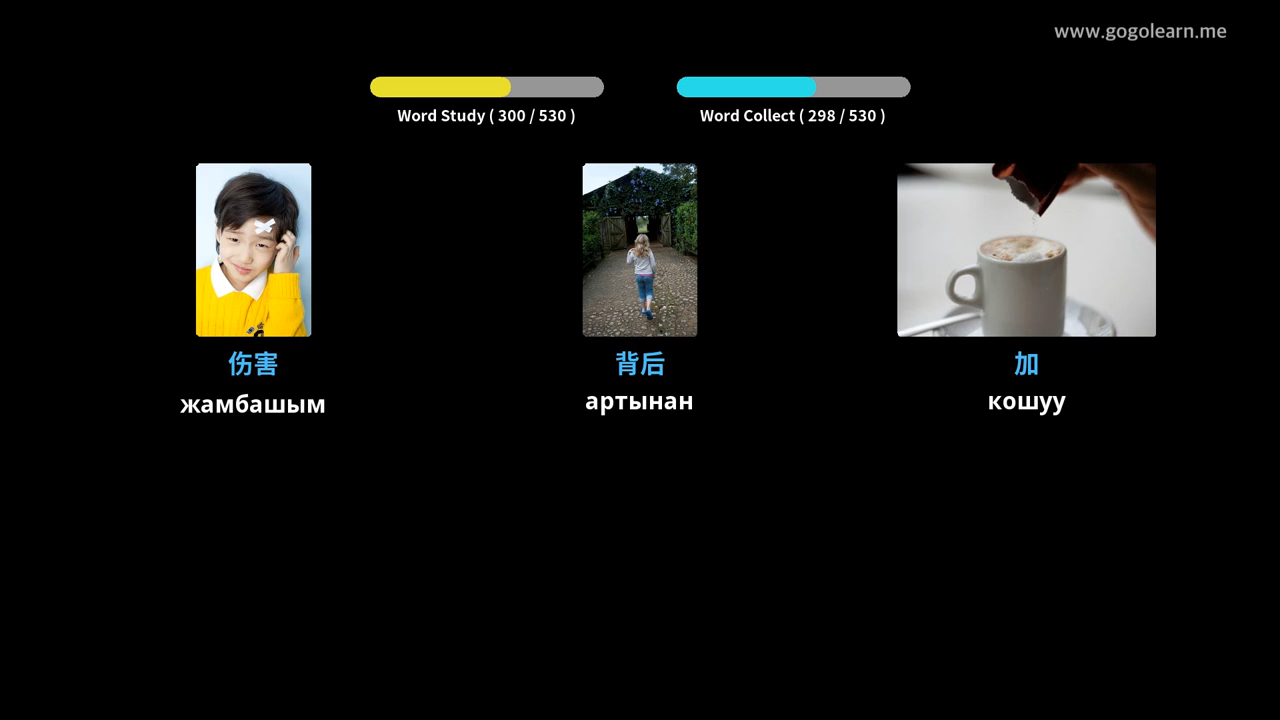 www.gogolearn.me
Word Study ( 300 / 530 )
Word Collect ( 298 / 530 )
伤害
背后
加
жамбашым
артынан
кошуу